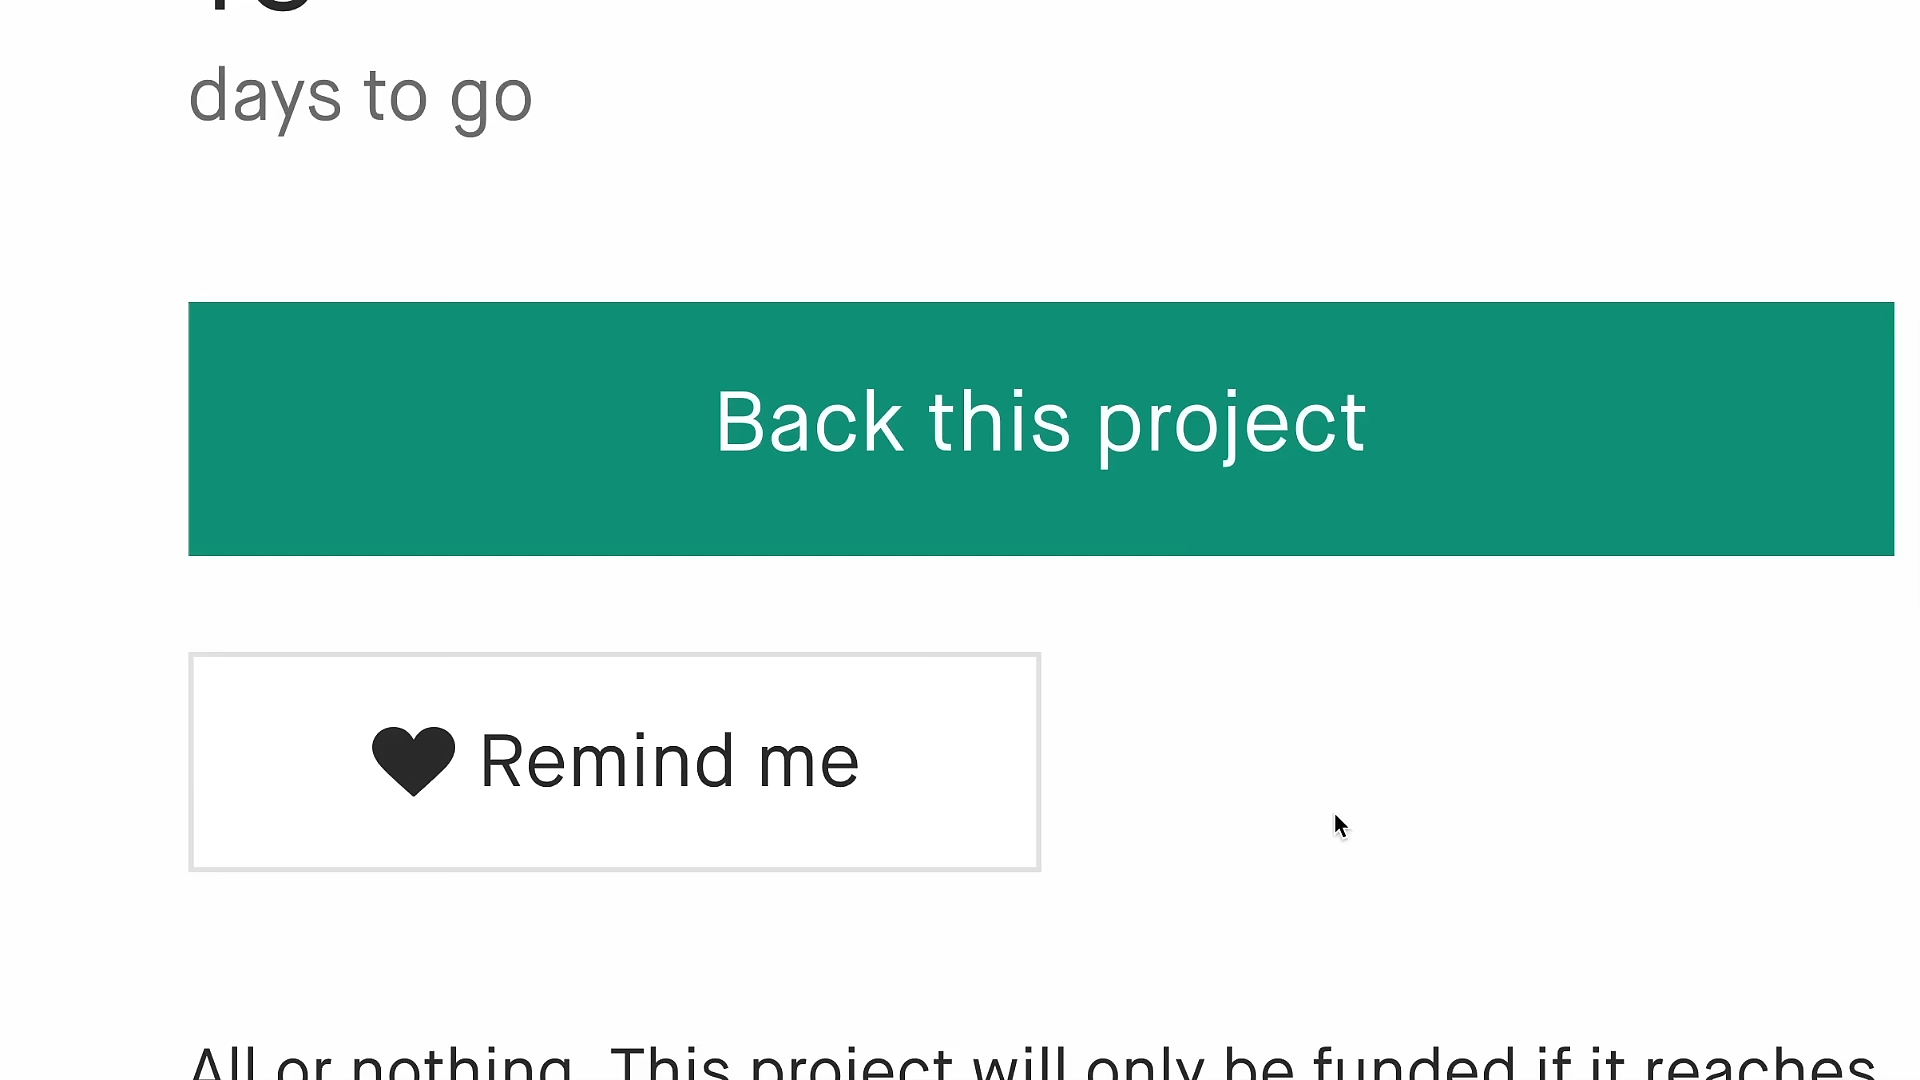 days to go
Back this project
Remind me
All or nothing. This project will only be funded if it reaches